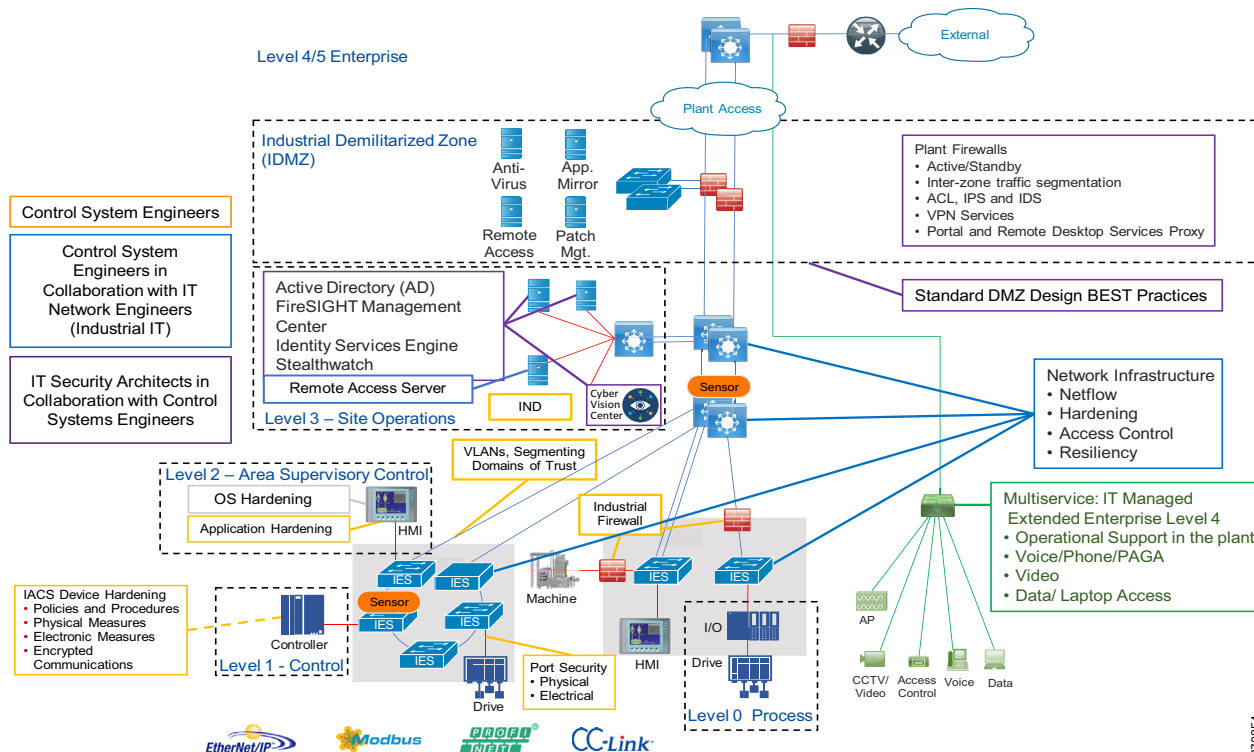 Level 4/5 Enterprise
External
Plant Access
Industrial Demilitarized Zone
(IDMZ)
Anti-
Virus
App.
Mirror
Remote
Access
Patch
Mgt.
Plant Firewalls
• Active/Standby
• Inter-zone traffic segmentation
• ACL, IPS and IDS
• VPN Services
• Portal and Remote Desktop Services Proxy
Control System Engineers
Control System
Engineers in
Collaboration with IT
Network Engineers
(Industrial IT)
IT Security Architects in
Collaboration with Control
Systems Engineers
Active Directory (AD)
FireSIGHT Management
Center
Identity Services Engine
Stealthwatch
Remote Access Server
Level 3 – Site Operations
IND
Cyber
Vision
Center
Sensor
Standard DMZ Design BEST Practices
Network Infrastructure
• Netflow
• Hardening
• Access Control
• Resiliency
VLANs, Segmenting
Domains of Trust
Level 2 – Area Supervisory Control
OS Hardening
Application Hardening
HMI
Industrial
Firewall
Multiservice: IT Managed
Extended Enterprise Level 4
• Operational Support in the plant
• Voice/Phone/PAGA
• Video
• Data/ Laptop Access
IES
IES
IES
IES
IES
IES
IES
Sensor
Machine
IACS Device Hardening
• Policies and Procedures
• Physical Measures
• Electronic Measures
• Encrypted
Communications
Controller
Level 1 - Control
Drive
Port Security
• Physical
• Electrical
HMI
I/O
Drive
Level 0 Process
AP
CCTV/
Video
Access
Control
Voice
Data
EtherNet/IP
Modbus
PROFI
NET
CC-Link